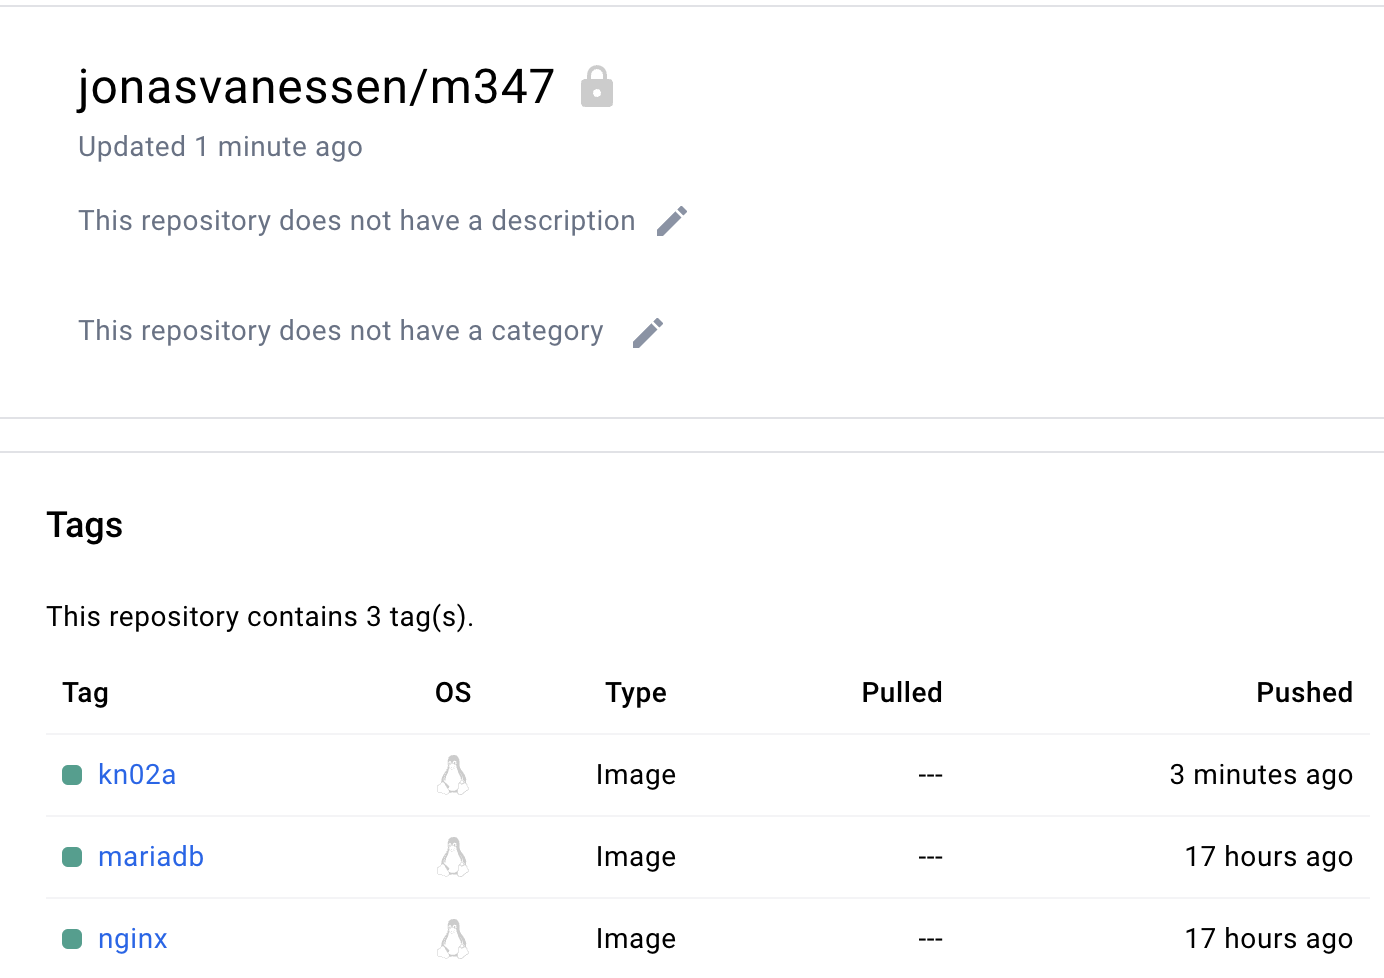 jonasvanessen/m347
Updated 1 minute ago
This repository does not have a description
This repository does not have a category
Tags
This repository contains 3 tag(s).
Tag OS Type Pulled Pushed
kn02a Image --- 3 minutes ago
mariadb Image --- 17 hours ago
nginx Image --- 17 hours ago